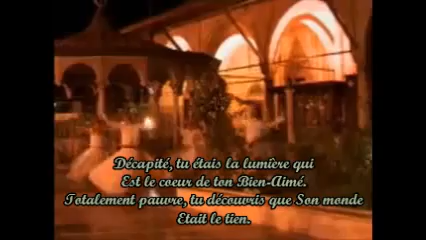 Décapité, tu étais la lumière qui
Est le coeur de ton Bien-Aimé.
Totalement pauvre, tu découvris que Son monde
Etait le tien.